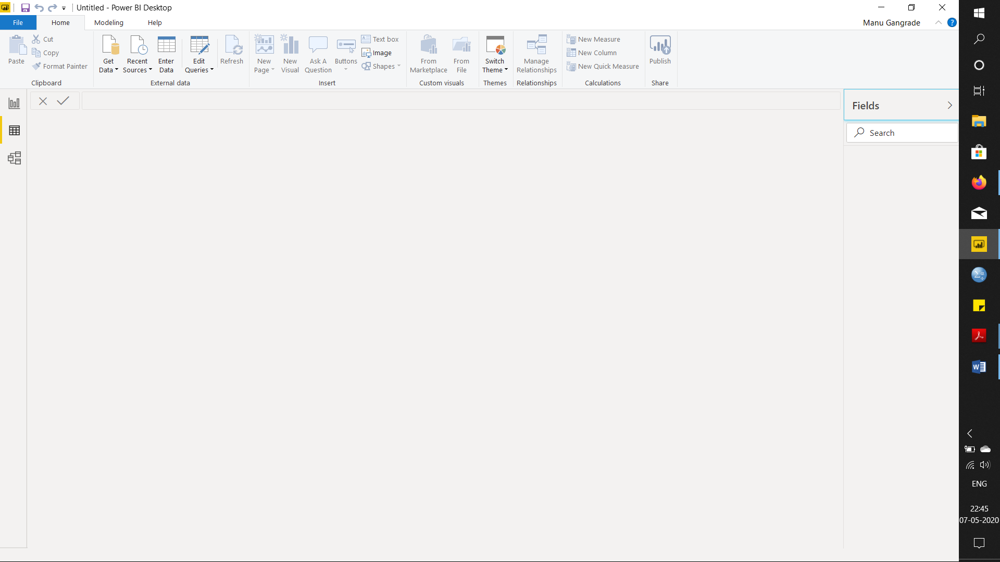 Untitled - Power BI Desktop
File Home Modeling Help Manu Gangrade ?
Paste
Cut
Copy
Format Painter
Clipboard
Get
Data
Recent
Sources
Enter
Data
Edit
Queries
Refresh
External data
New
Page
New
Visual
Ask A
Question
Buttons
Text box
Image
Shapes
Insert
From
Marketplace
From
File
Custom visuals
Switch
Theme
Themes
Manage
Relationships
Relationships
New Measure
New Column
New Quick Measure
Calculations
Publish
Share
Fields
Search
ENG
22:45
07-05-2020